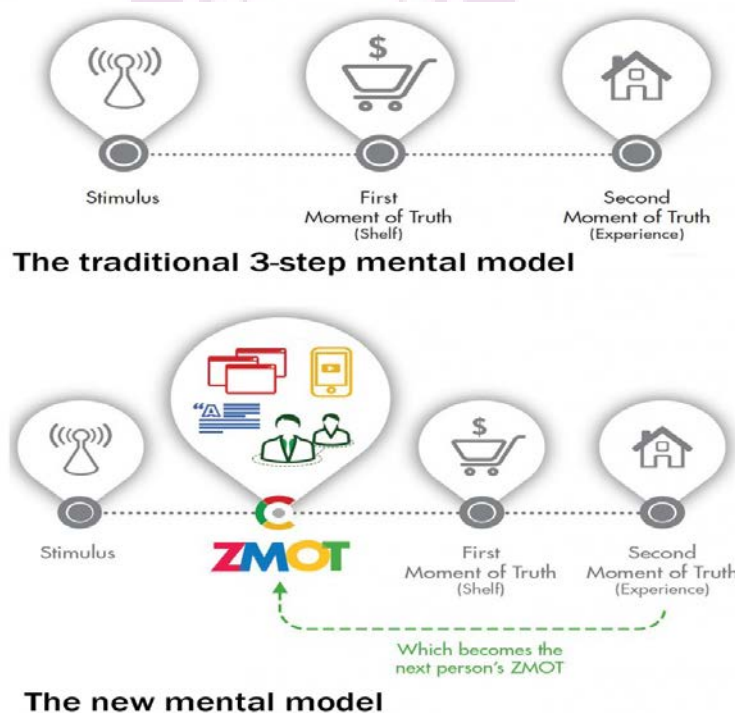 $
Stimulus
First
Moment of Truth
(Shelf)
Second
Moment of Truth
(Experience)
The traditional 3-step mental model
“A
$
Stimulus
ZMOT
First
Moment of Truth
(Shelf)
Second
Moment of Truth
(Experience)
Which becomes the
next person's ZMOT
The new mental model